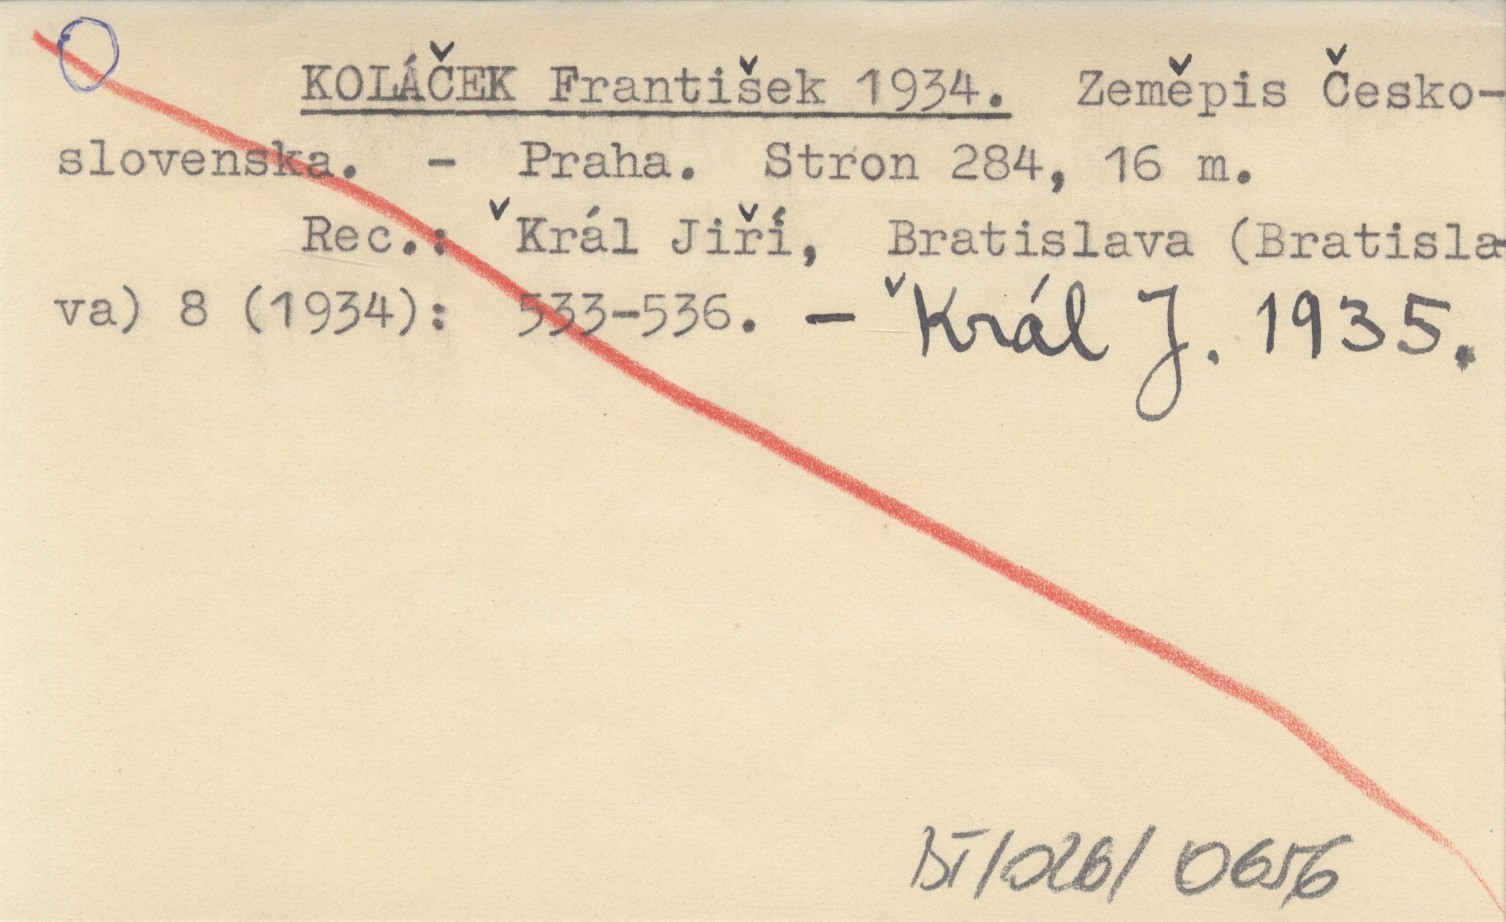 KOLÁČEK František 1934. Zeměpis Česko-
slovenska. - Praha. Stron 284, 16 m.
Rec.: ˇKrál Jiří, Bratislava (Bratisla-
va) 8 (1934): 533-536. - ˇKrál J. 1935.
BT/026/ 0656